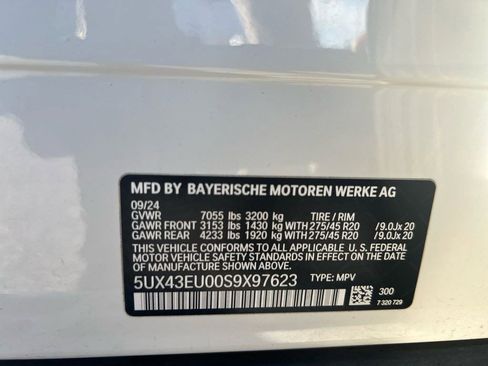 MFD BY BAYERISCHE MOTOREN WERKE AG
09/24
GVWR 7055 lbs 3200 kg TIRE / RIM
GAWR FRONT 3153 lbs 1430 kg WITH 275/45 R20 / 9.0Jx 20
GAWR REAR 4233 lbs 1920 kg WITH 275/45 R20 / 9.0Jx 20
THIS VEHICLE CONFORMS TO ALL APPLICABLE U.S. FEDERAL
MOTOR VEHICLE SAFETY STANDARDS IN EFFECT ON THE
DATE OF MANUFACTURE SHOWN ABOVE.
5UX43EU00S9X97623 TYPE: MPV
300
7 320 729